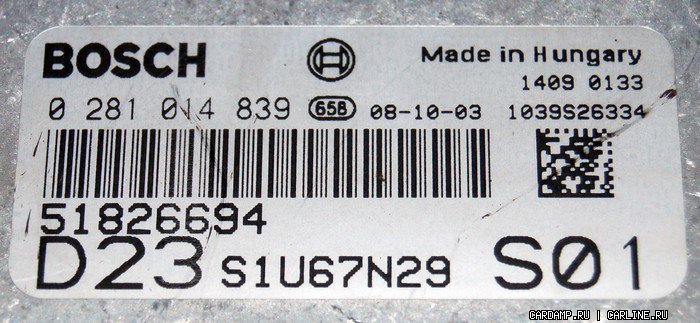 BOSCH Made in Hungary
1409 0133
0 281 014 839 658 08-10-03 1039S26334
51826694
D23 S1U67N29 S01
CARDAMP.RU | CARLINE.RU